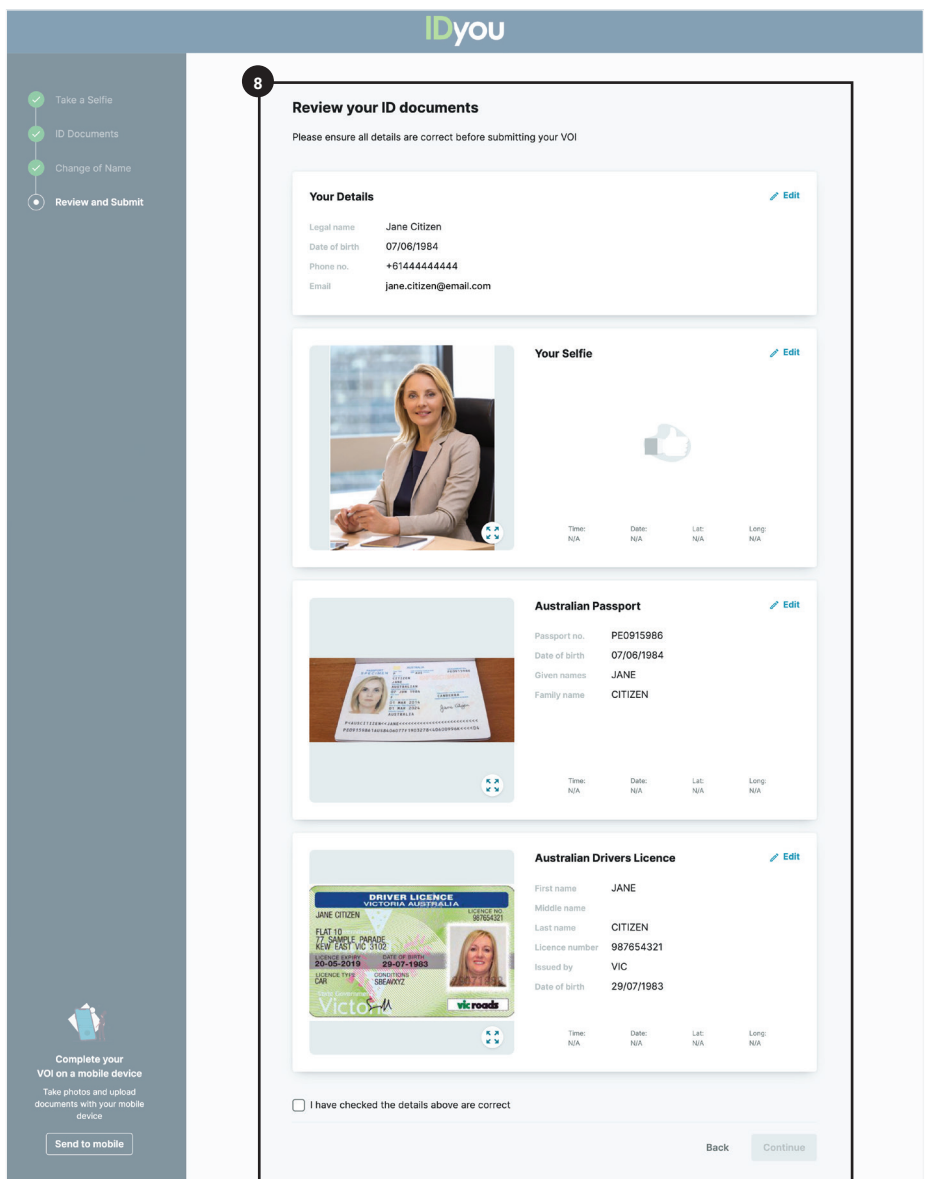 IDyou
Take a Selfie
ID Documents
Change of Name
Review and Submit
Complete your
VOI on a mobile device
Take photos and upload
documents with your mobile
device
Send to mobile
8
Review your ID documents
Please ensure all details are correct before submitting your VOI
Your Details
Edit
Legal name Jane Citizen
Date of birth 07/06/1984
Phone no. +61444444444
Email jane.citizen@email.com
Your Selfie
Edit
Time: Date: Lat: Long:
N/A N/A N/A N/A
CITIZEN
JANE
AUSTRALIAN
AUSTRALIA
Australian Passport
Edit
Passport no. PE0915986
Date of birth 07/06/1984
Given names JANE
Family name CITIZEN
Time: Date: Lat: Long:
N/A N/A N/A N/A
DRIVER LICENCE
VICTORIA AUSTRALIA
JANE CITIZEN
LICENCE NO.
987654321
FLAT 10
77 SAMPLE PARADE
KEW EAST VIC 3102
LICENCE EXPIRY DATE OF BIRTH
20-05-2019 29-07-1983
LICENCE TYPE CONDITIONS
CAR SBEAVXYZ
vic roads
Australian Drivers Licence
Edit
First name JANE
Middle name
Last name CITIZEN
Licence number 987654321
Issued by VIC
Date of birth 29/07/1983
Time: Date: Lat: Long:
N/A N/A N/A N/A
I have checked the details above are correct
Back
Continue